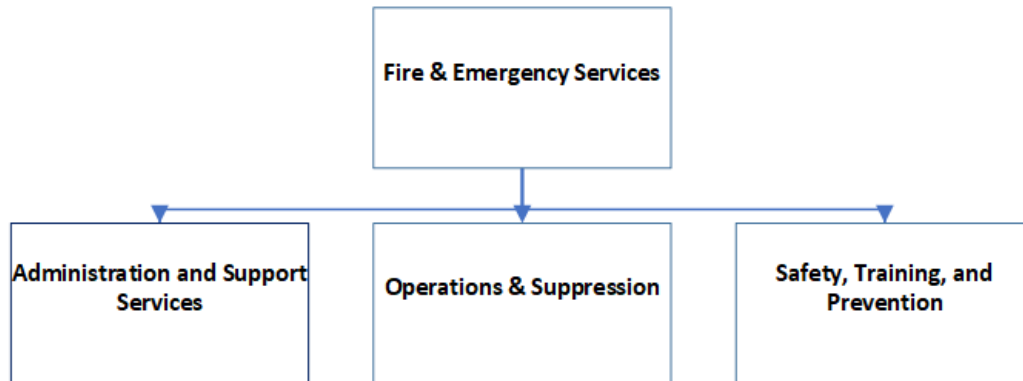 Fire & Emergency Services
Administration and Support
Services
Operations & Suppression
Safety, Training, and
Prevention